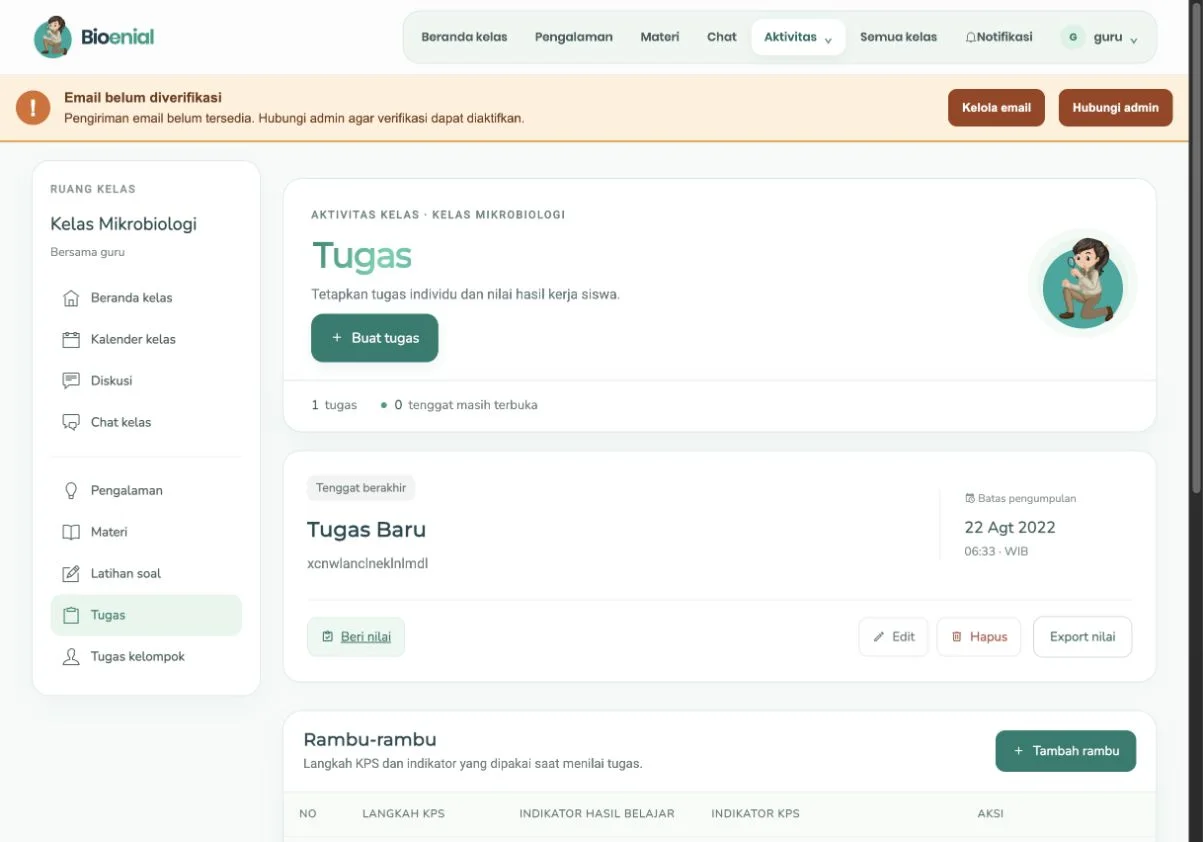 Bioenial
Beranda kelas Pengalaman Materi Chat Aktivitas Semua kelas Notifikasi G guru
!
Email belum diverifikasi
Pengiriman email belum tersedia. Hubungi admin agar verifikasi dapat diaktifkan.
Kelola email Hubungi admin
RUANG KELAS
Kelas Mikrobiologi
Bersama guru
Beranda kelas
Kalender kelas
Diskusi
Chat kelas
Pengalaman
Materi
Latihan soal
Tugas
Tugas kelompok
AKTIVITAS KELAS · KELAS MIKROBIOLOGI
Tugas
Tetapkan tugas individu dan nilai hasil kerja siswa.
+ Buat tugas
1 tugas • 0 tenggat masih terbuka
Tenggat berakhir
Tugas Baru
xcnwlanclneklnlmdl
Batas pengumpulan
22 Agt 2022
06:33 · WIB
Beri nilai Edit Hapus Export nilai
Rambu-rambu
Langkah KPS dan indikator yang dipakai saat menilai tugas.
+ Tambah rambu
NO LANGKAH KPS INDIKATOR HASIL BELAJAR INDIKATOR KPS AKSI